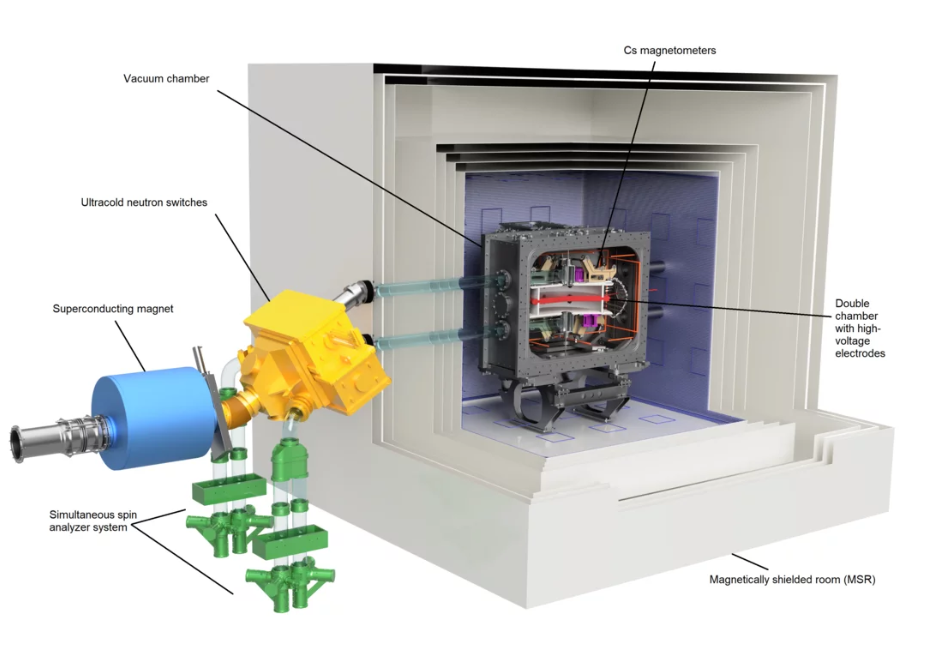 Cs magnetometers
Vacuum chamber
Ultracold neutron switches
Superconducting magnet
Double
chamber
with high-
voltage
electrodes
Simultaneous spin
analyzer system
Magnetically shielded room (MSR)